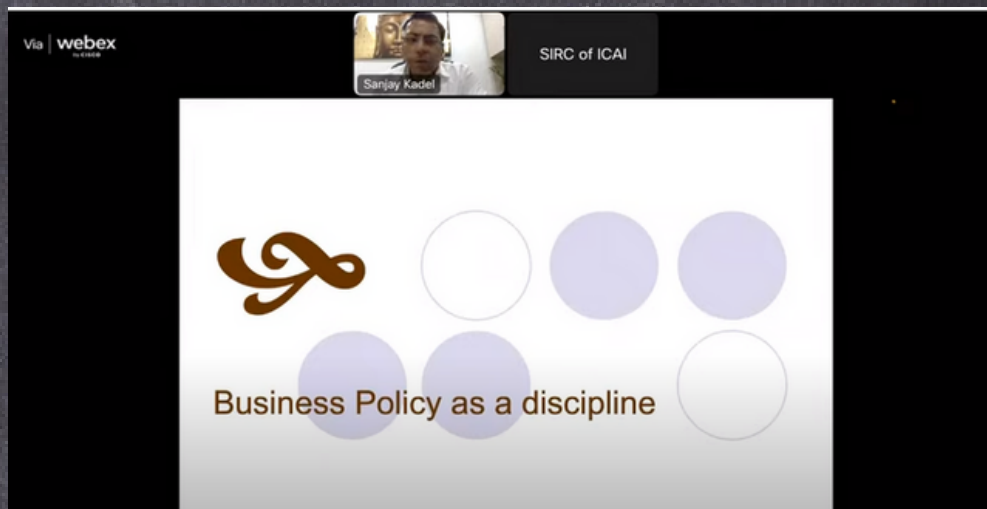 Via | webex
by CISCO
SIRC of ICAI
Sanjay Kadel
Business Policy as a discipline